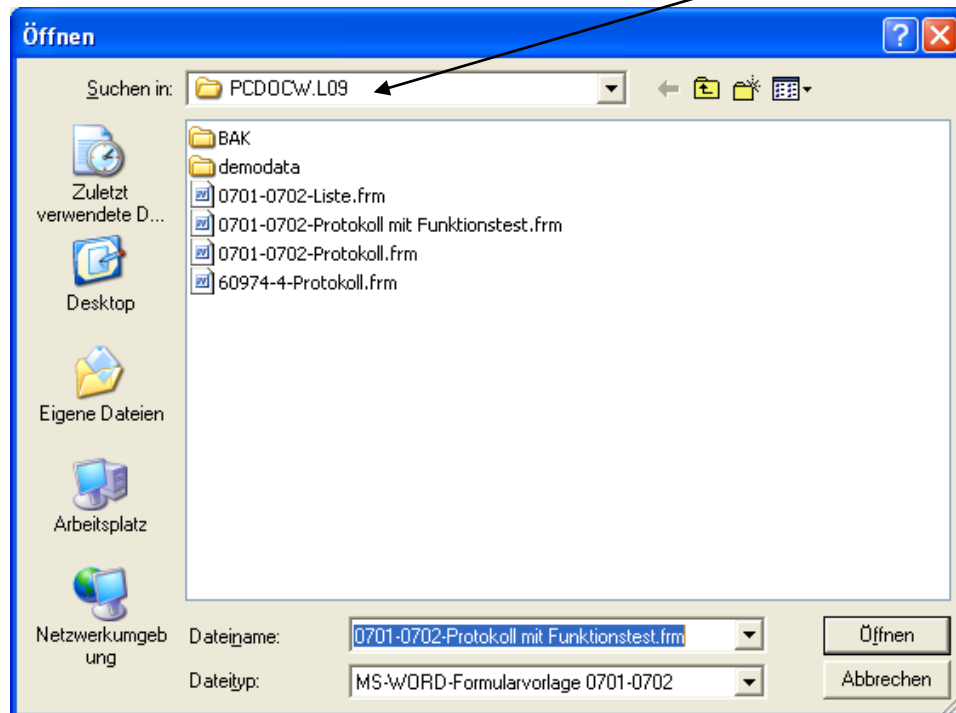 Öffnen
Suchen in:
PCDOCW.L09
BAK
demodata
0701-0702-Liste.frm
0701-0702-Protokoll mit Funktionstest.frm
0701-0702-Protokoll.frm
60974-4-Protokoll.frm
Zuletzt
verwendete D...
Desktop
Eigene Dateien
Arbeitsplatz
Netzwerkumgeb
ung
Dateiname:
0701-0702-Protokoll mit Funktionstest.frm
Öffnen
Dateityp:
MS-WORD-Formularvorlage 0701-0702
Abbrechen